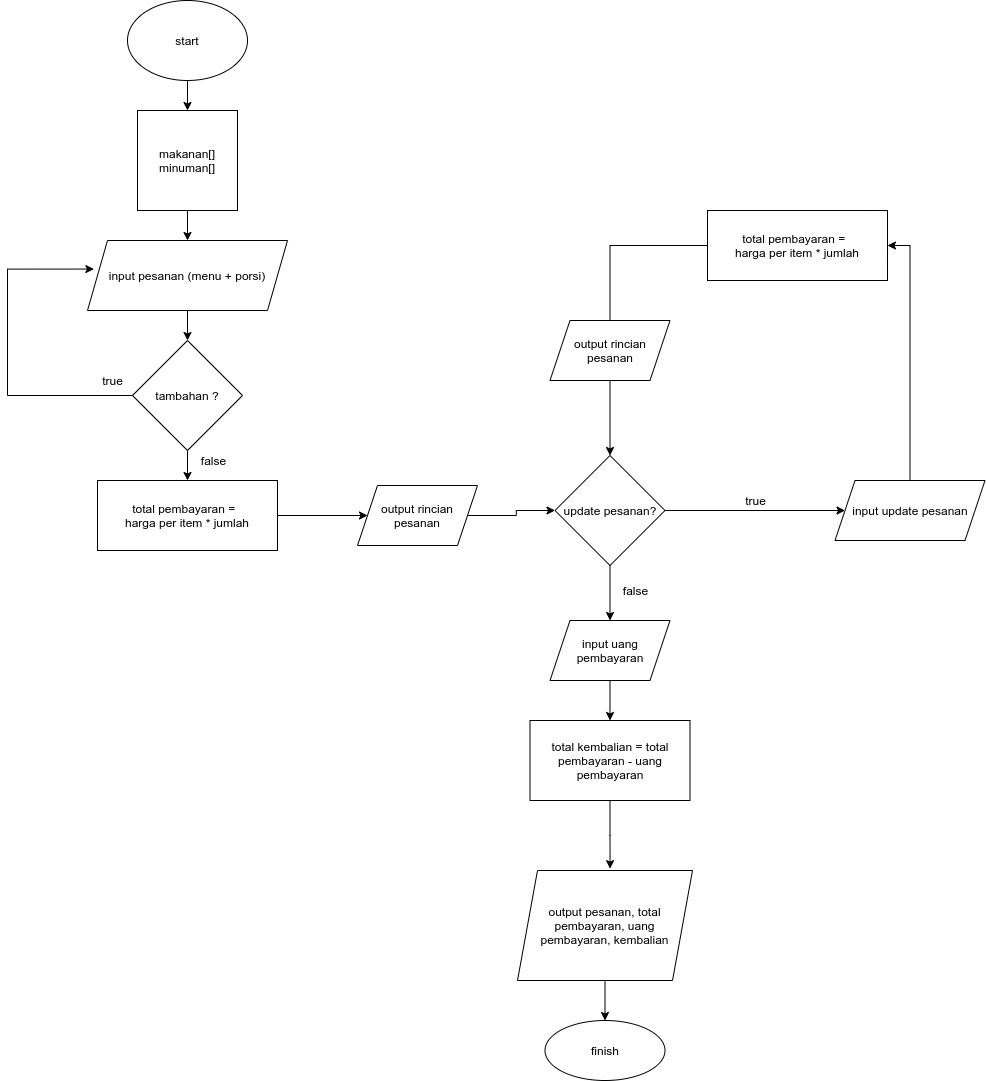 start
makanan[]
minuman[]
input pesanan (menu + porsi)
true
tambahan ?
false
total pembayaran =
harga per item * jumlah
output rincian
pesanan
update pesanan?
true
input update pesanan
total pembayaran =
harga per item * jumlah
output rincian
pesanan
false
input uang
pembayaran
total kembalian = total
pembayaran - uang
pembayaran
output pesanan, total
pembayaran, uang
pembayaran, kembalian
finish